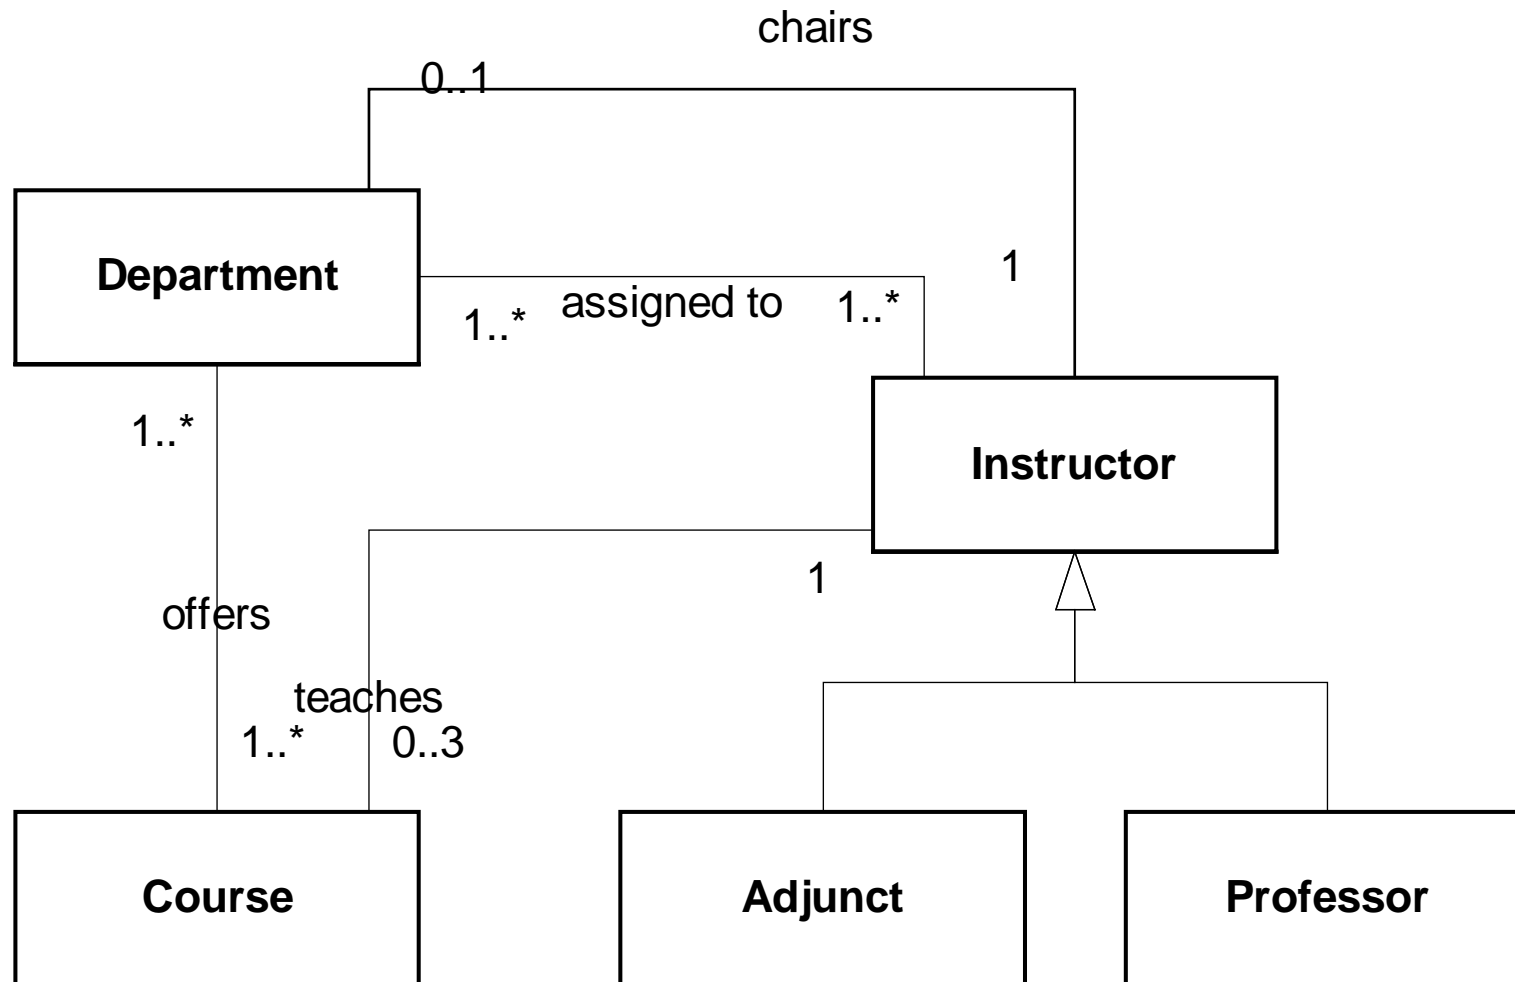 chairs
0..1
Department
1
1..*
assigned to
1..*
1..*
Instructor
1
offers
teaches
1..*
0..3
Course
Adjunct
Professor